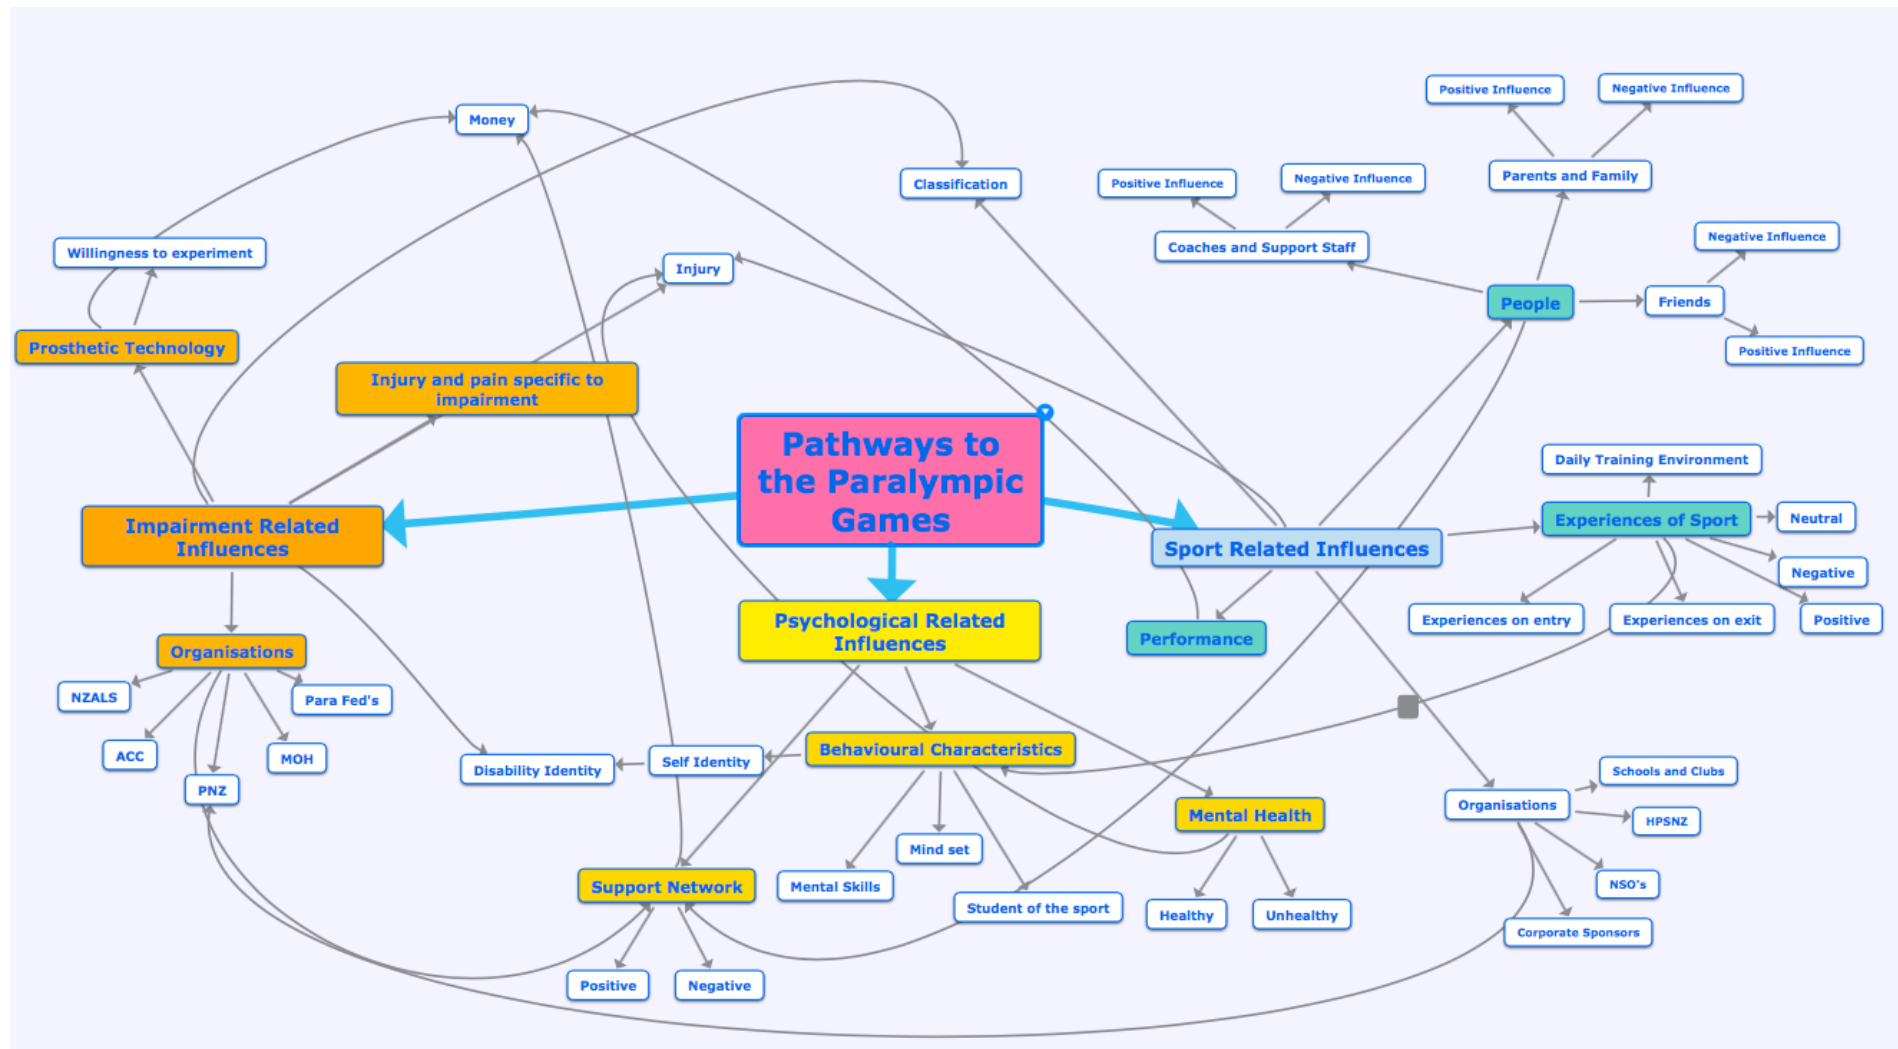 Positive Influence
Negative Influence
Money
Parents and Family
Classification
Positive Influence
Negative Influence
Negative Influence
Coaches and Support Staff
Willingness to experiment
Injury
People
Friends
Prosthetic Technology
Positive Influence
Injury and pain specific to
impairment
Pathways to
the Paralympic
Games
Daily Training Environment
Impairment Related
Influences
Experiences of Sport
Neutral
Sport Related Influences
Negative
Psychological Related
Influences
Experiences on entry
Experiences on exit
Positive
Performance
Organisations
NZALS
Para Fed's
ACC
MOH
PNZ
Disability Identity
Self Identity
Behavioural Characteristics
Schools and Clubs
Organisations
HPSNZ
Mental Health
Mind set
Mental Skills
Support Network
Student of the sport
Healthy
Unhealthy
NSO's
Corporate Sponsors
Positive
Negative